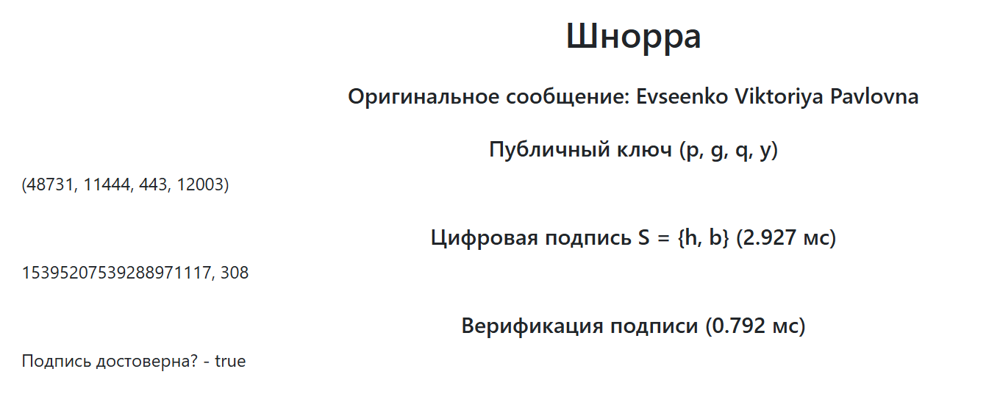 Шнорра
Оригинальное сообщение: Evseenko Viktoriya Pavlovna
Публичный ключ (p, g, q, y)
(48731, 11444, 443, 12003)
Цифровая подпись S = {h, b} (2.927 мс)
15395207539288971117, 308
Верификация подписи (0.792 мс)
Подпись достоверна? - true